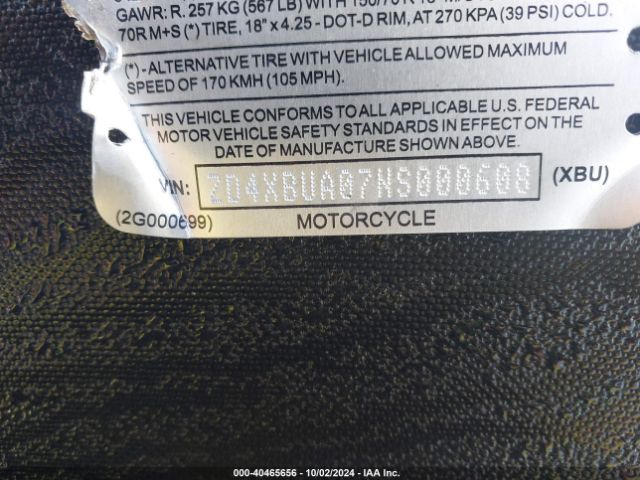 GAWR: R. 257 KG (567 LB) WITH 150/70 R 18
70R M+S (*) TIRE, 18" x 4.25 - DOT-D RIM, AT 270 KPA (39 PSI) COLD.
(*) - ALTERNATIVE TIRE WITH VEHICLE ALLOWED MAXIMUM
SPEED OF 170 KMH (105 MPH).
THIS VEHICLE CONFORMS TO ALL APPLICABLE U.S. FEDERAL
MOTOR VEHICLE SAFETY STANDARDS IN EFFECT ON THE
DATE OF MANUFACTURE SHOWN ABOVE.
VIN: ZD4XBUA07NS000608 (XBU)
(2G000699) MOTORCYCLE
000-40465656 - 10/02/2024 - IAA Inc.